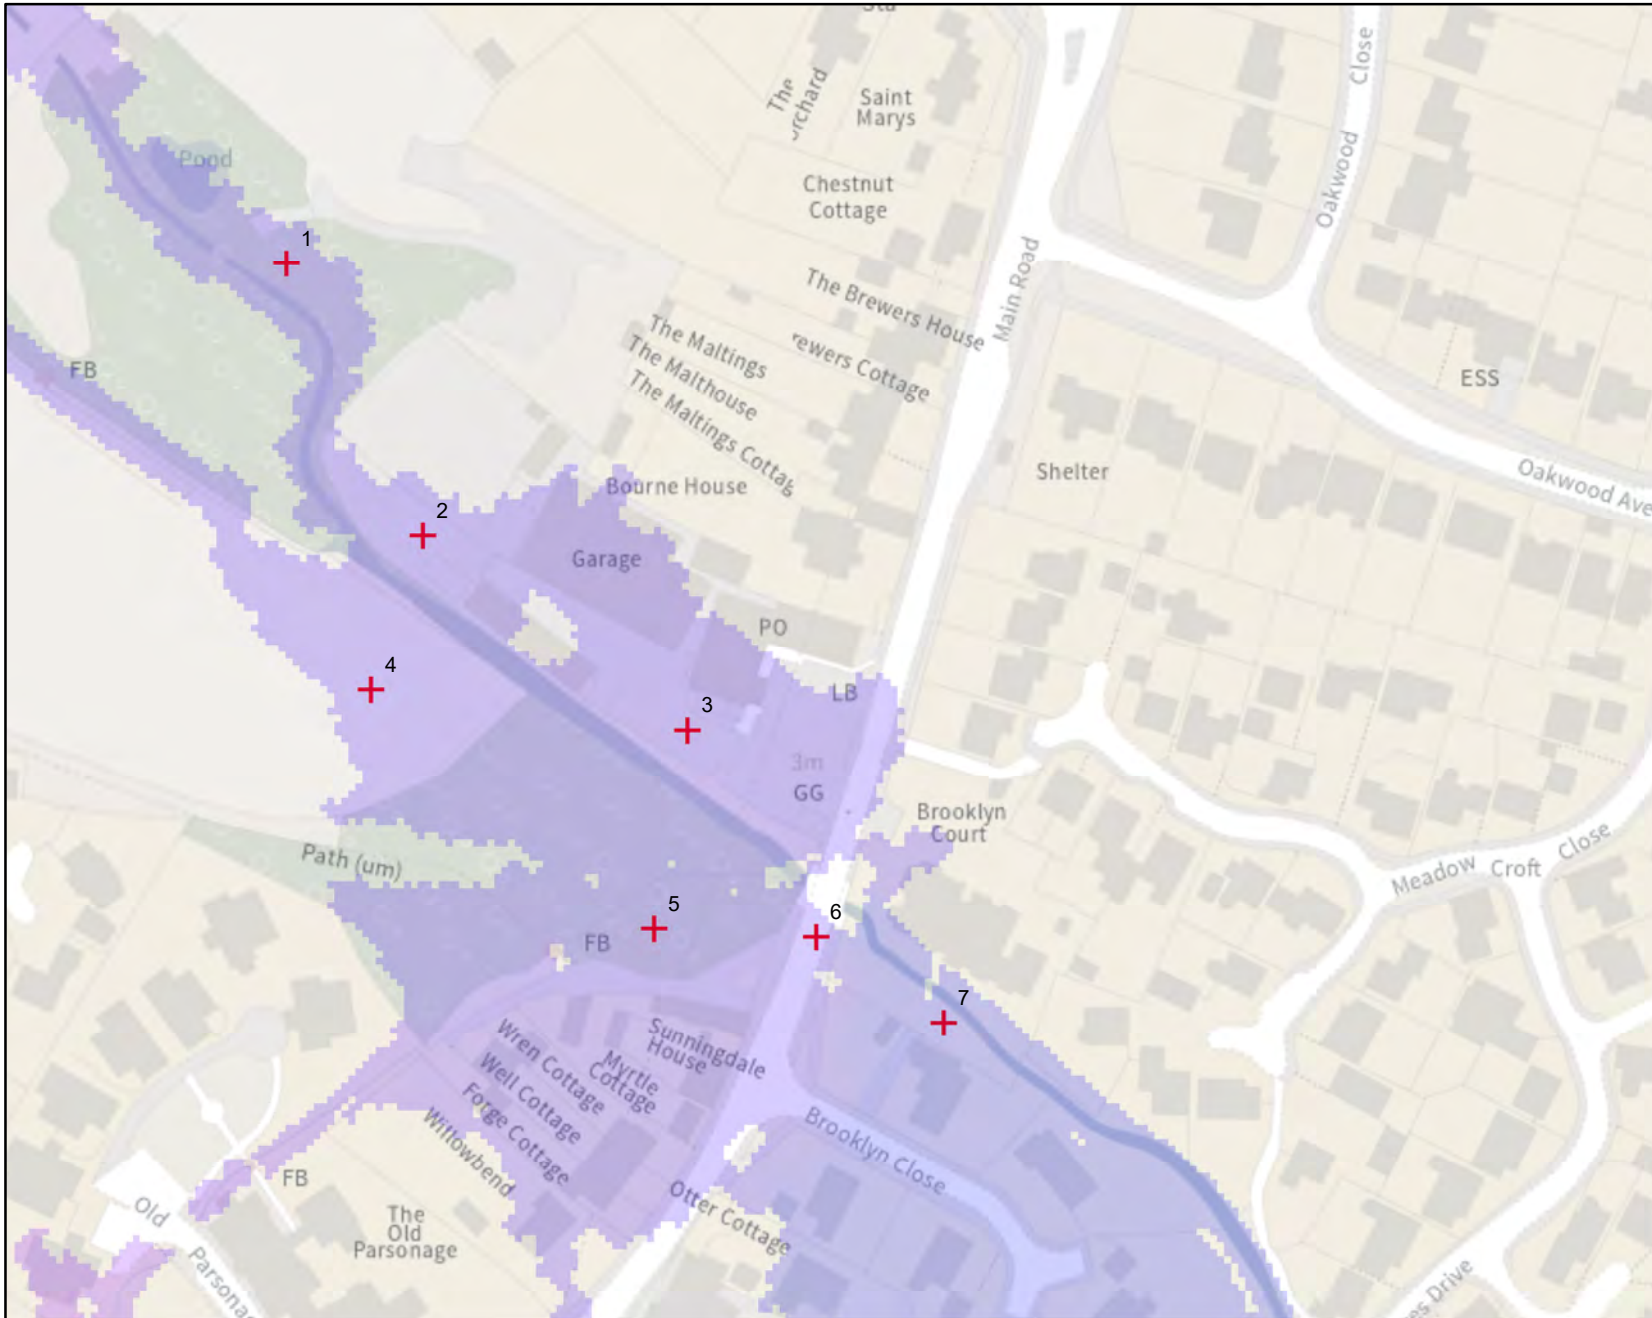 Close
The
Orchard
Saint
Marys
Pond
Oakwood
Chestnut
Cottage
1
Main Road
The Brewers House
The Maltings
rewers Cottage
The Malthouse
FB
ESS
The Maltings Cottag
Shelter
Oakwood Ave
Bourne House
2
Garage
PO
4
LB
3
3m
GG
Brooklyn
Court
Path (um)
Meadow Croft Close
5
6
FB
7
Sunningdale
House
Wren Cottage
Myrtle
Cottage
Well Cottage
Forge Cottage
Willowbend
Brooklyn Close
FB
Otter Cottage
Old
The
Old
Parsonage
Parsonag
es Drive